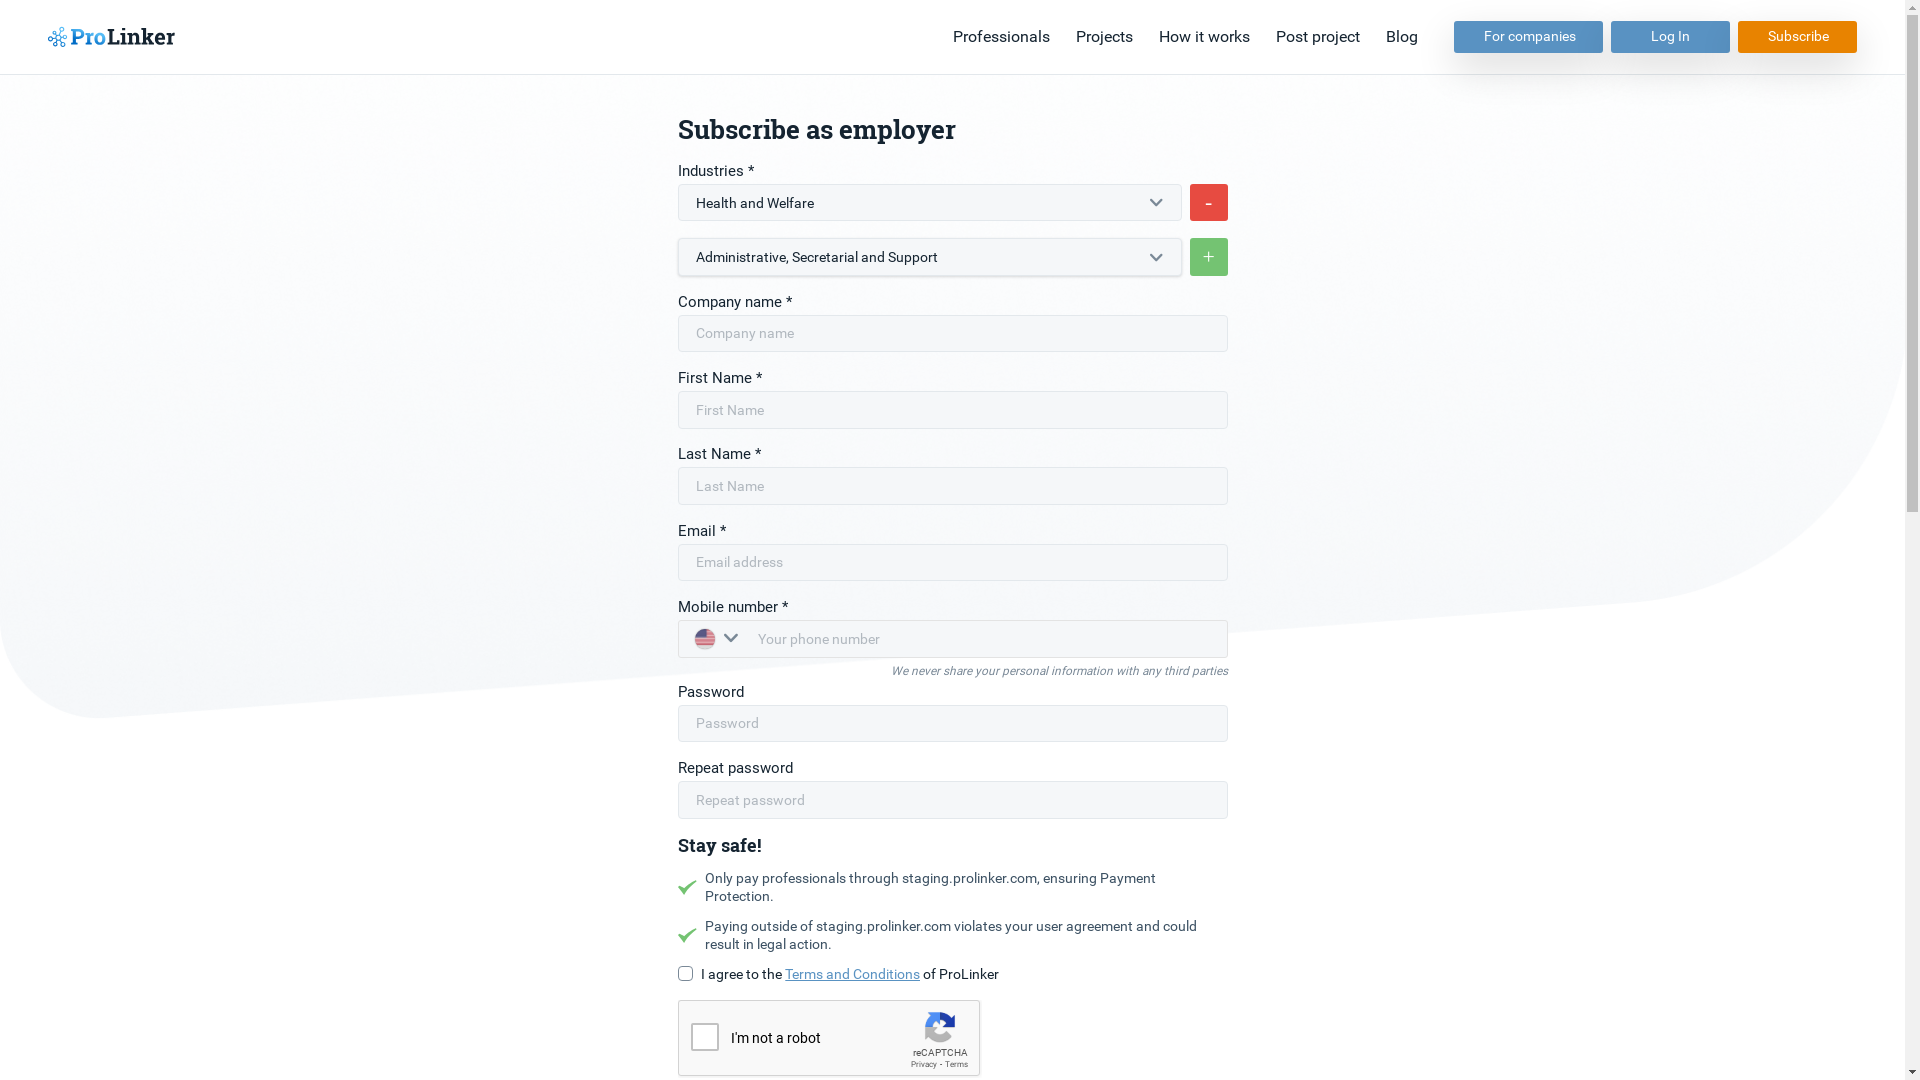 ProLinker
Professionals
Projects
How it works
Post project
Blog
For companies
Log In
Subscribe
Subscribe as employer
Industries *
Health and Welfare
-
Administrative, Secretarial and Support
+
Company name *
Company name
First Name *
First Name
Last Name *
Last Name
Email *
Email address
Mobile number *
Your phone number
We never share your personal information with any third parties
Password
Password
Repeat password
Repeat password
Stay safe!
Only pay professionals through staging.prolinker.com, ensuring Payment
Protection.
Paying outside of staging.prolinker.com violates your user agreement and could
result in legal action.
I agree to the Terms and Conditions of ProLinker
I'm not a robot
reCAPTCHA
Privacy - Terms